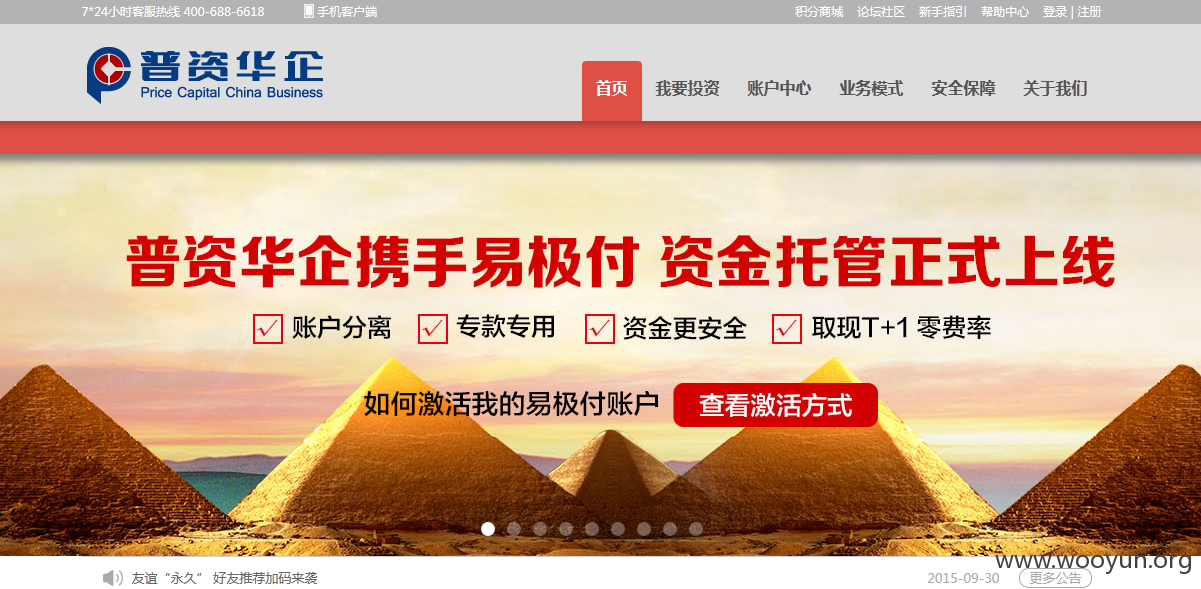 7*24小时客服热线 400-688-6618 手机客户端 积分商城 论坛社区 新手指引 帮助中心 登录 | 注册
普资华企
Price Capital China Business
首页 我要投资 账户中心 业务模式 安全保障 关于我们
普资华企携手易极付 资金托管正式上线
账户分离 专款专用 资金更安全 取现T+1 零费率
如何激活我的易极付账户 查看激活方式
www.wooyun.org
友谊“永久” 好友推荐加码来袭 2015-09-30 更多公告